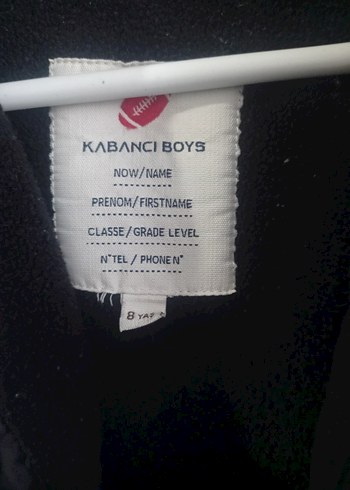 KABANCI BOYS
NOW/NAME
PRENOM/FIRSTNAME
CLASSE/GRADE LEVEL
N°TEL / PHONE N°
8